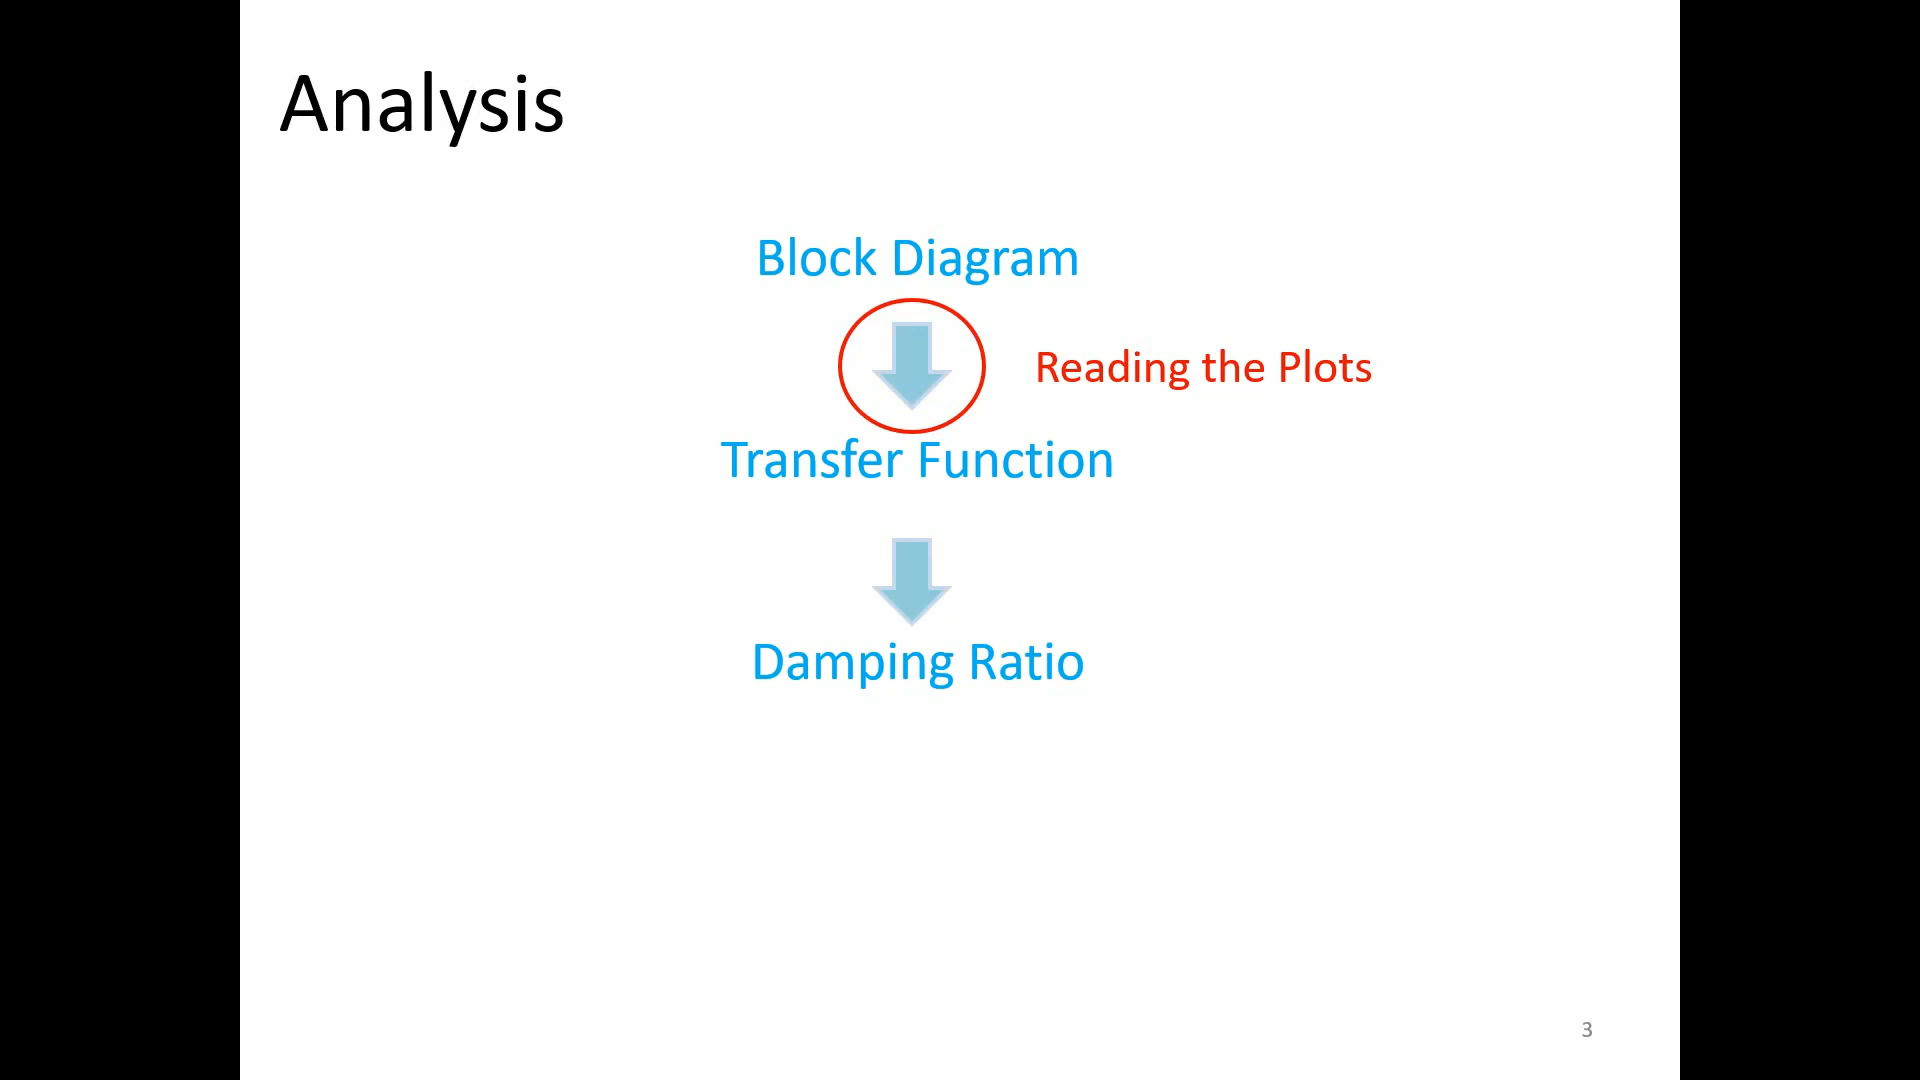 Analysis
Block Diagram
Reading the Plots
Transfer Function
Damping Ratio
3